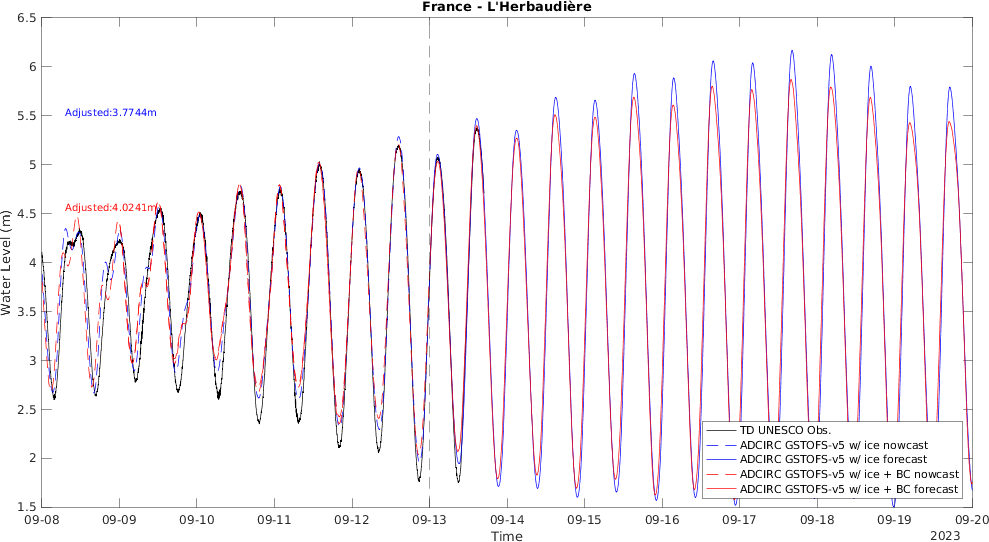 France - L'Herbaudière
6.5
6
5.5
5
4.5
4
3.5
3
2.5
2
1.5
Water Level (m)
Adjusted:3.7744m
Adjusted:4.0241m
TD UNESCO Obs.
ADCIRC GSTOFS-v5 w/ ice nowcast
ADCIRC GSTOFS-v5 w/ ice forecast
ADCIRC GSTOFS-v5 w/ ice + BC nowcast
ADCIRC GSTOFS-v5 w/ ice + BC forecast
09-08 09-09 09-10 09-11 09-12 09-13 09-14 09-15 09-16 09-17 09-18 09-19 09-20
Time
2023